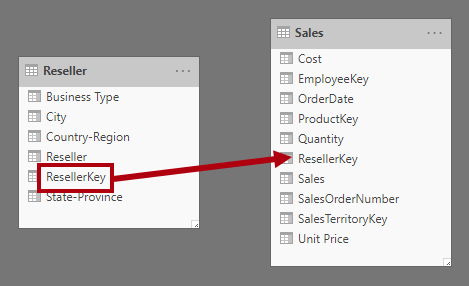 Reseller
Business Type
City
Country-Region
Reseller
ResellerKey
State-Province
Sales
Cost
EmployeeKey
OrderDate
ProductKey
Quantity
ResellerKey
Sales
SalesOrderNumber
SalesTerritoryKey
Unit Price